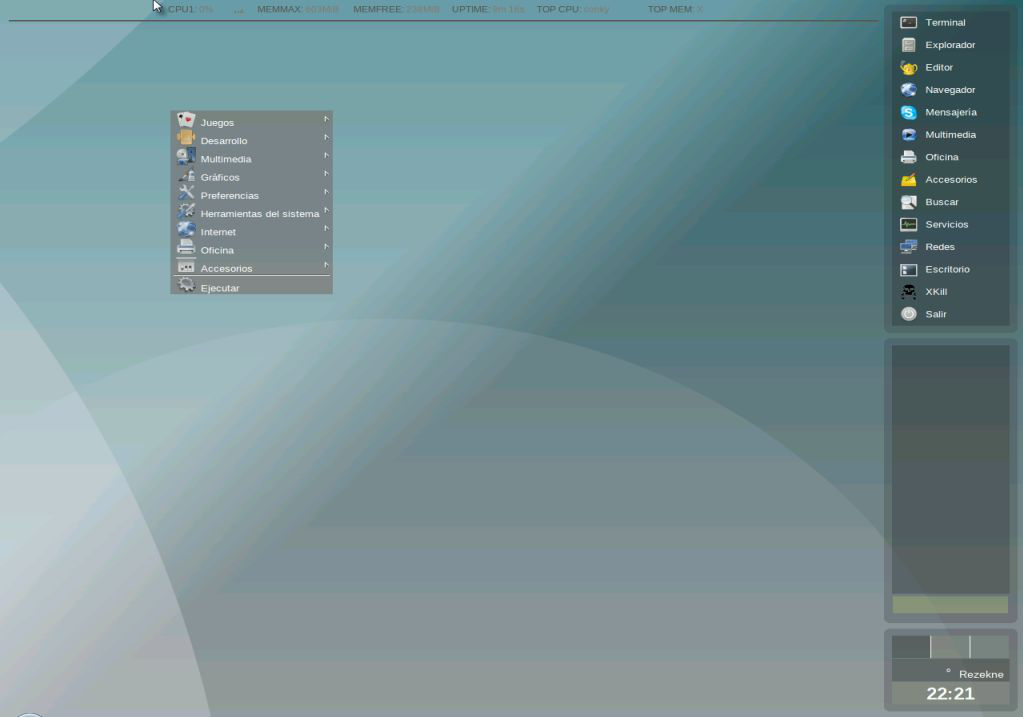 CPU1: 0% MEMMAX: 603MiB MEMFREE: 238MiB UPTIME: 9m 16s TOP CPU: conky TOP MEM: X
Juegos
Desarrollo
Multimedia
Gráficos
Preferencias
Herramientas del sistema
Internet
Oficina
Accesorios
Ejecutar
Terminal
Explorador
Editor
Navegador
Mensajería
Multimedia
Oficina
Accesorios
Buscar
Servicios
Redes
Escritorio
XKill
Salir
° Rezekne
22:21